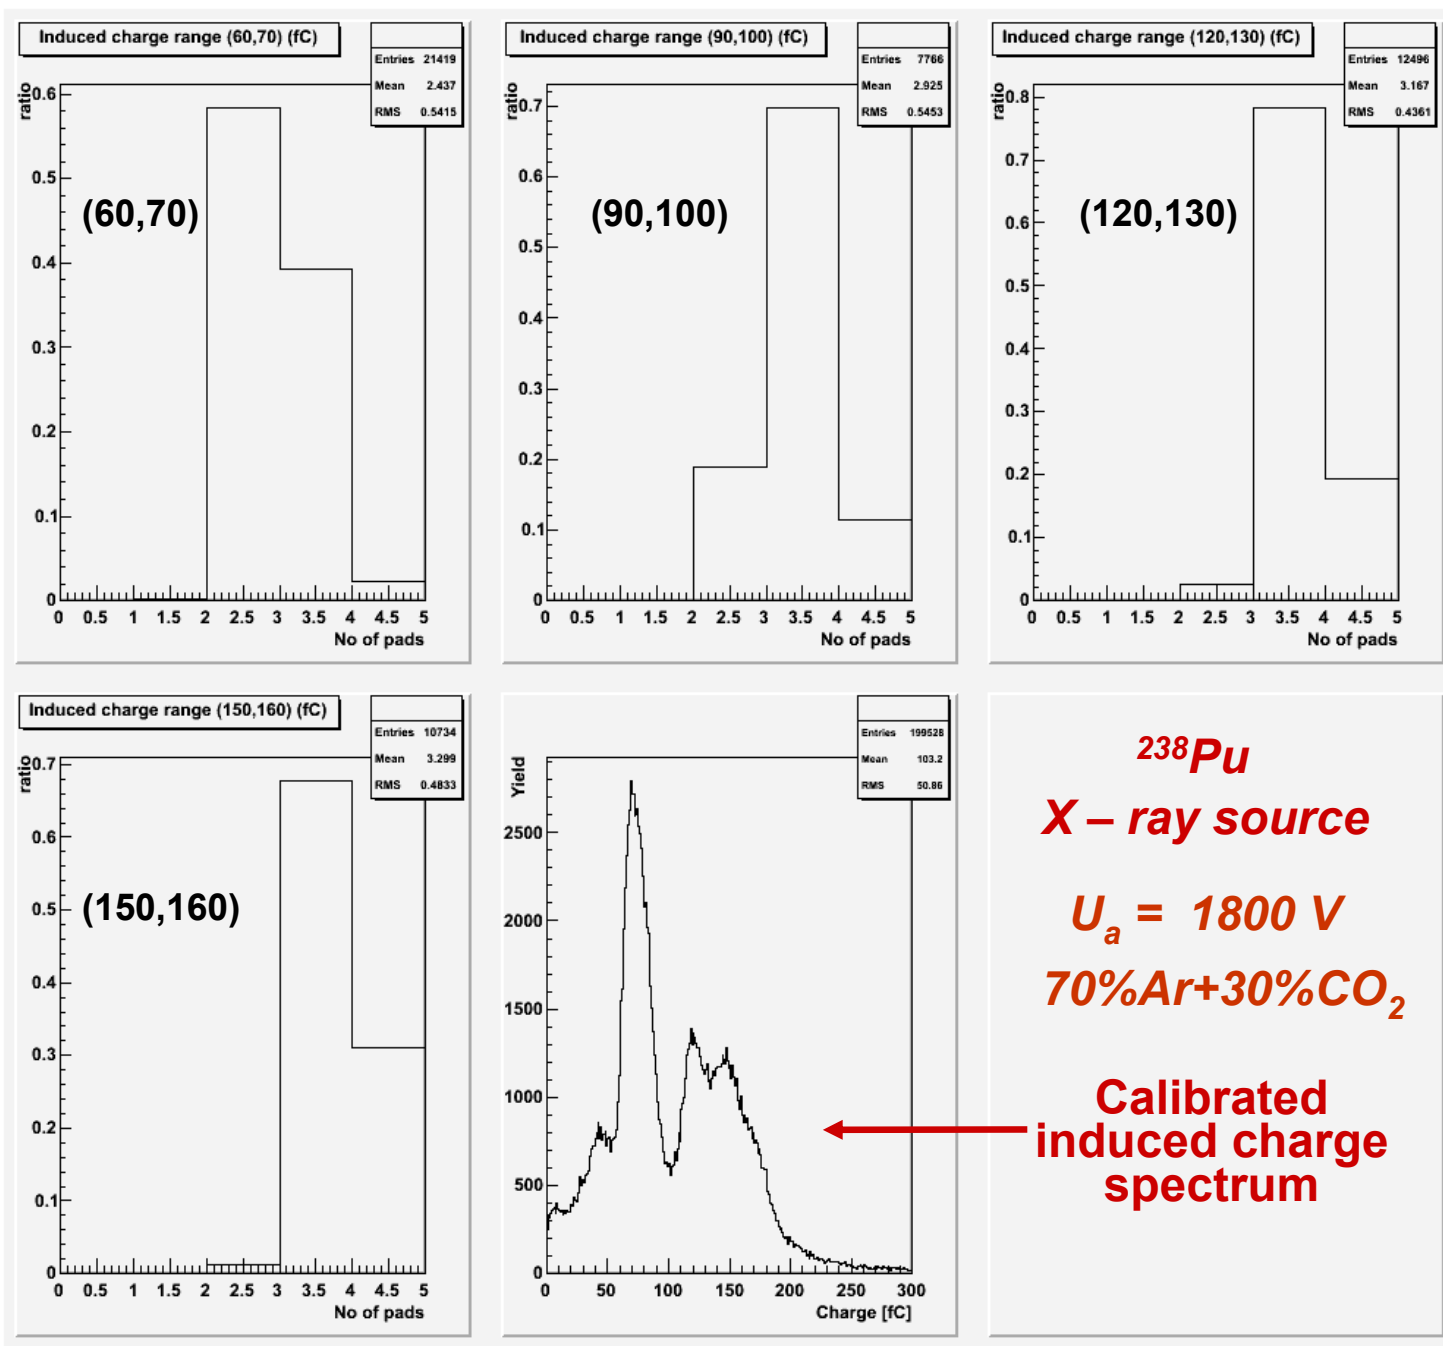 Induced charge range (60,70) (fC)
Entries 21419
Mean 2.437
RMS 0.5415
ratio
0.6
0.5
0.4
0.3
0.2
0.1
0
(60,70)
0 0.5 1 1.5 2 2.5 3 3.5 4 4.5 5
No of pads
Induced charge range (90,100) (fC)
Entries 7766
Mean 2.925
RMS 0.5453
ratio
0.7
0.6
0.5
0.4
0.3
0.2
0.1
0
(90,100)
0 0.5 1 1.5 2 2.5 3 3.5 4 4.5 5
No of pads
Induced charge range (120,130) (fC)
Entries 12496
Mean 3.167
RMS 0.4361
ratio
0.8
0.7
0.6
0.5
0.4
0.3
0.2
0.1
0
(120,130)
0 0.5 1 1.5 2 2.5 3 3.5 4 4.5 5
No of pads
Induced charge range (150,160) (fC)
Entries 10734
Mean 3.299
RMS 0.4833
ratio
0.7
0.6
0.5
0.4
0.3
0.2
0.1
0
(150,160)
0 0.5 1 1.5 2 2.5 3 3.5 4 4.5 5
No of pads
Entries 199528
Mean 103.2
RMS 50.86
Yield
2500
2000
1500
1000
500
0
0 50 100 150 200 250 300
Charge [fC]
²³⁸Pu
X – ray source
Uₐ = 1800 V
70%Ar+30%CO₂
Calibrated
induced charge
spectrum